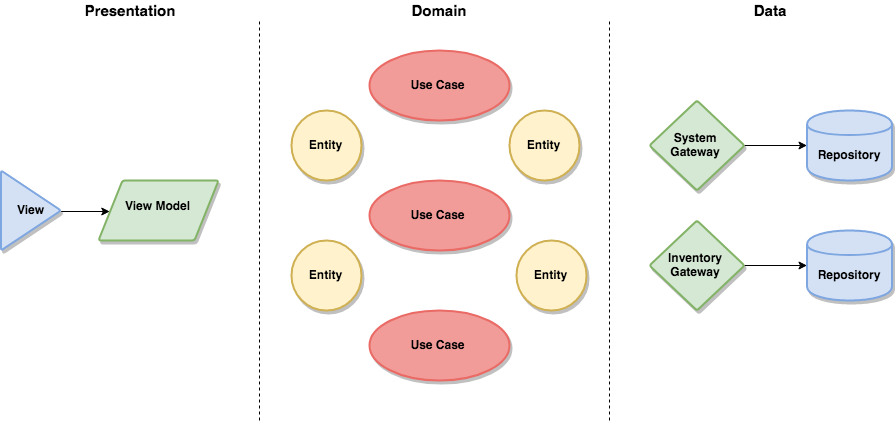 Presentation
Domain
Data
View
View Model
Use Case
Entity
Entity
Use Case
Entity
Entity
Use Case
System
Gateway
Repository
Inventory
Gateway
Repository